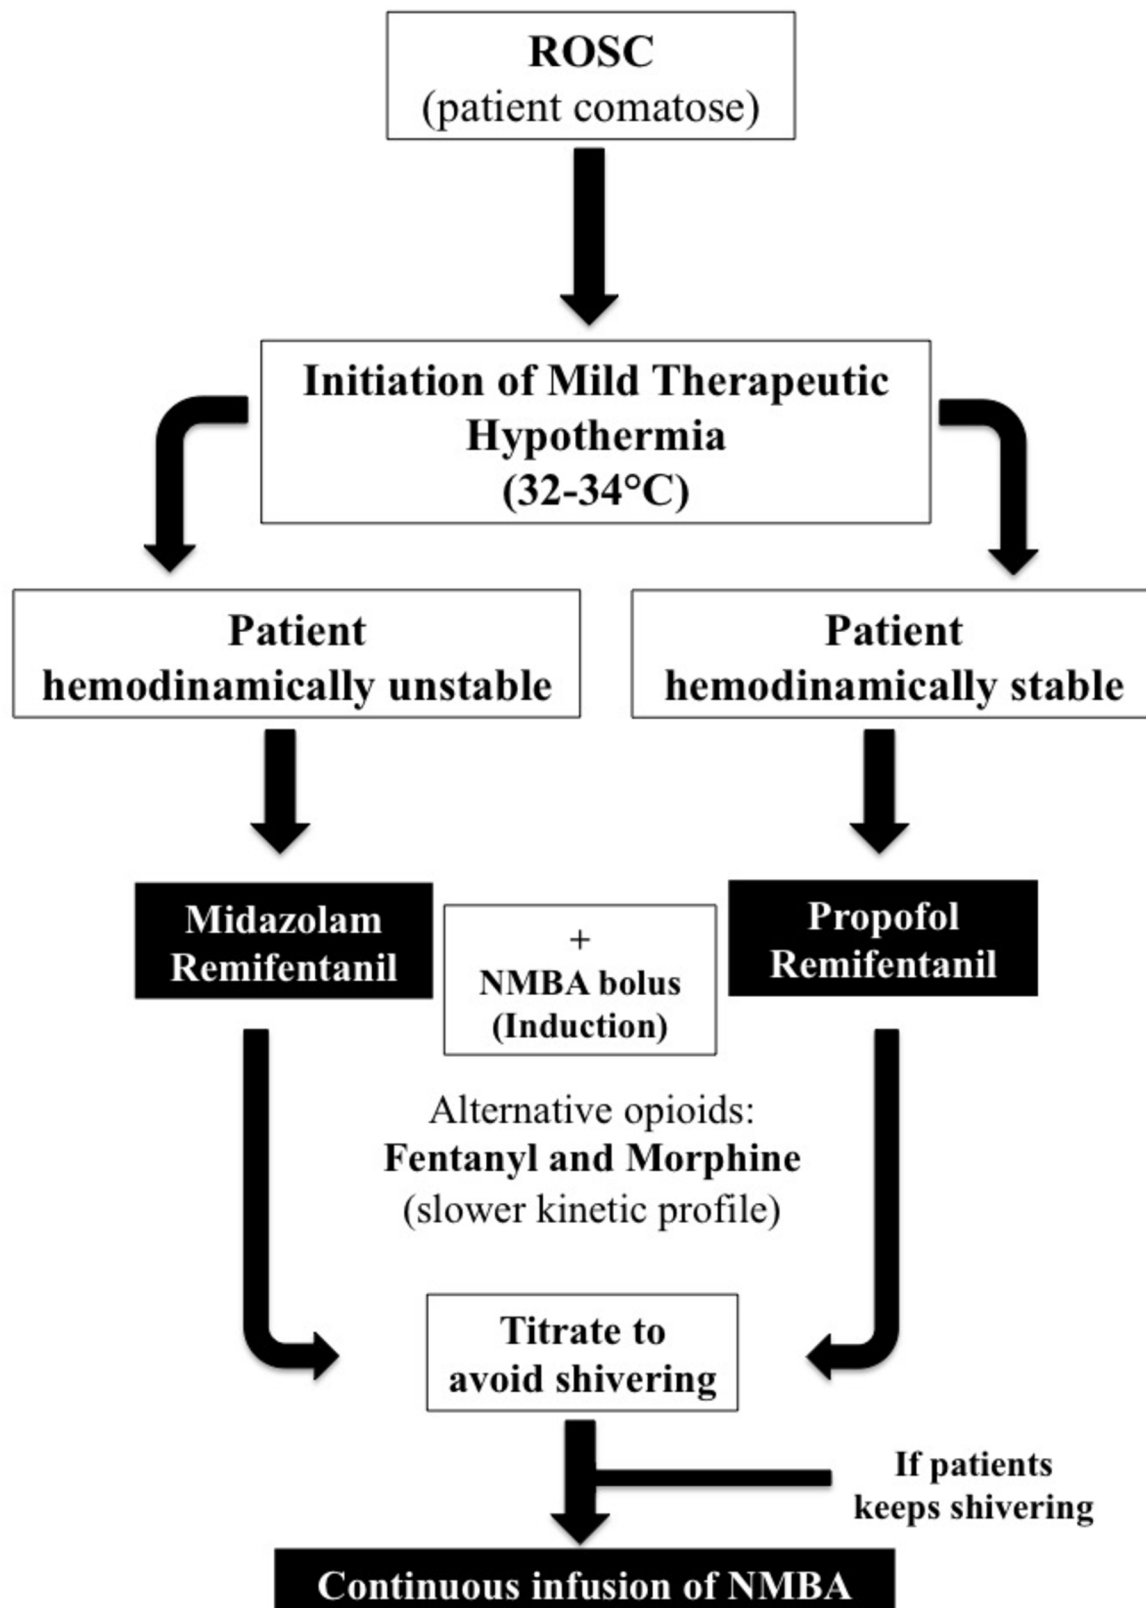 ROSC
(patient comatose)
Initiation of Mild Therapeutic
Hypothermia
(32-34°C)
Patient
hemodinamically unstable
Patient
hemodinamically stable
Midazolam
Remifentanil
+
NMBA bolus
(Induction)
Propofol
Remifentanil
Alternative opioids:
Fentanyl and Morphine
(slower kinetic profile)
Titrate to
avoid shivering
If patients
keeps shivering
Continuous infusion of NMBA